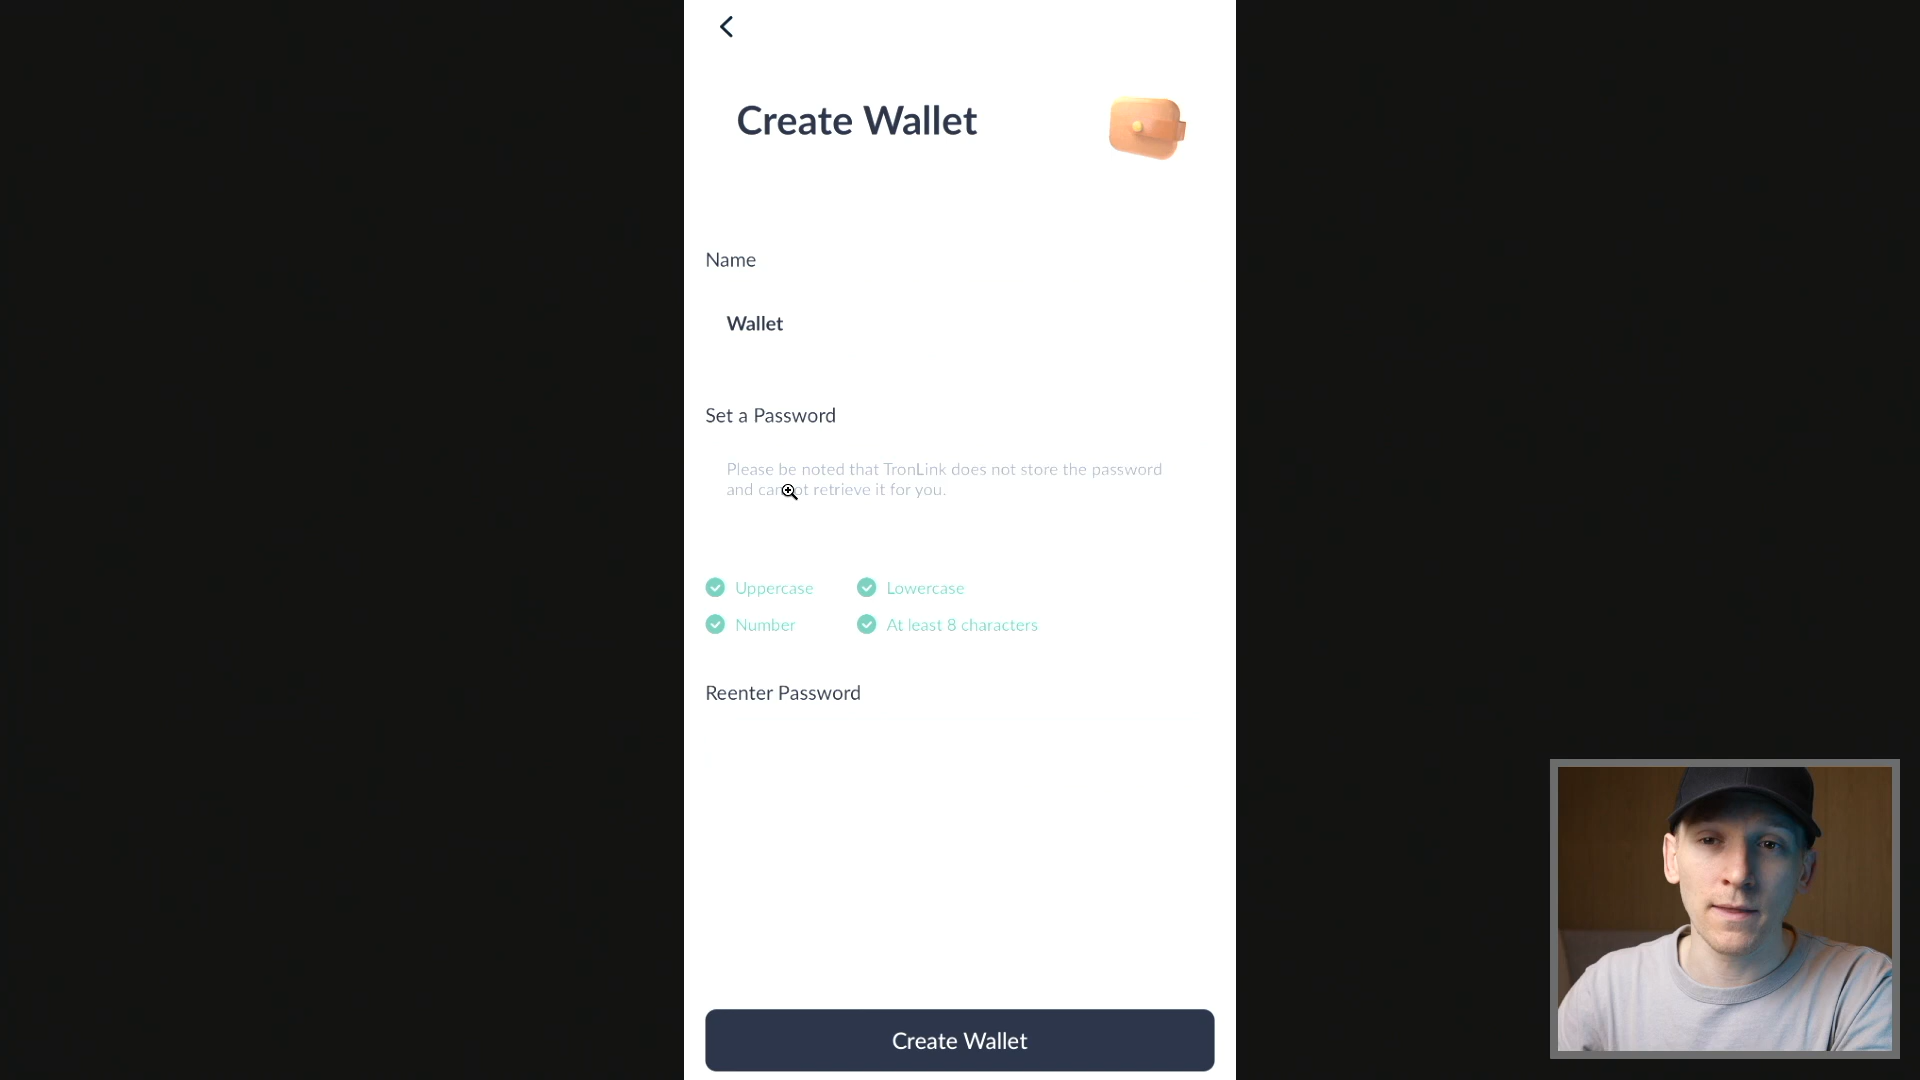 Create Wallet
Name
Wallet
Set a Password
Please be noted that TronLink does not store the password
and cannot retrieve it for you.
Uppercase
Lowercase
Number
At least 8 characters
Reenter Password
Create Wallet